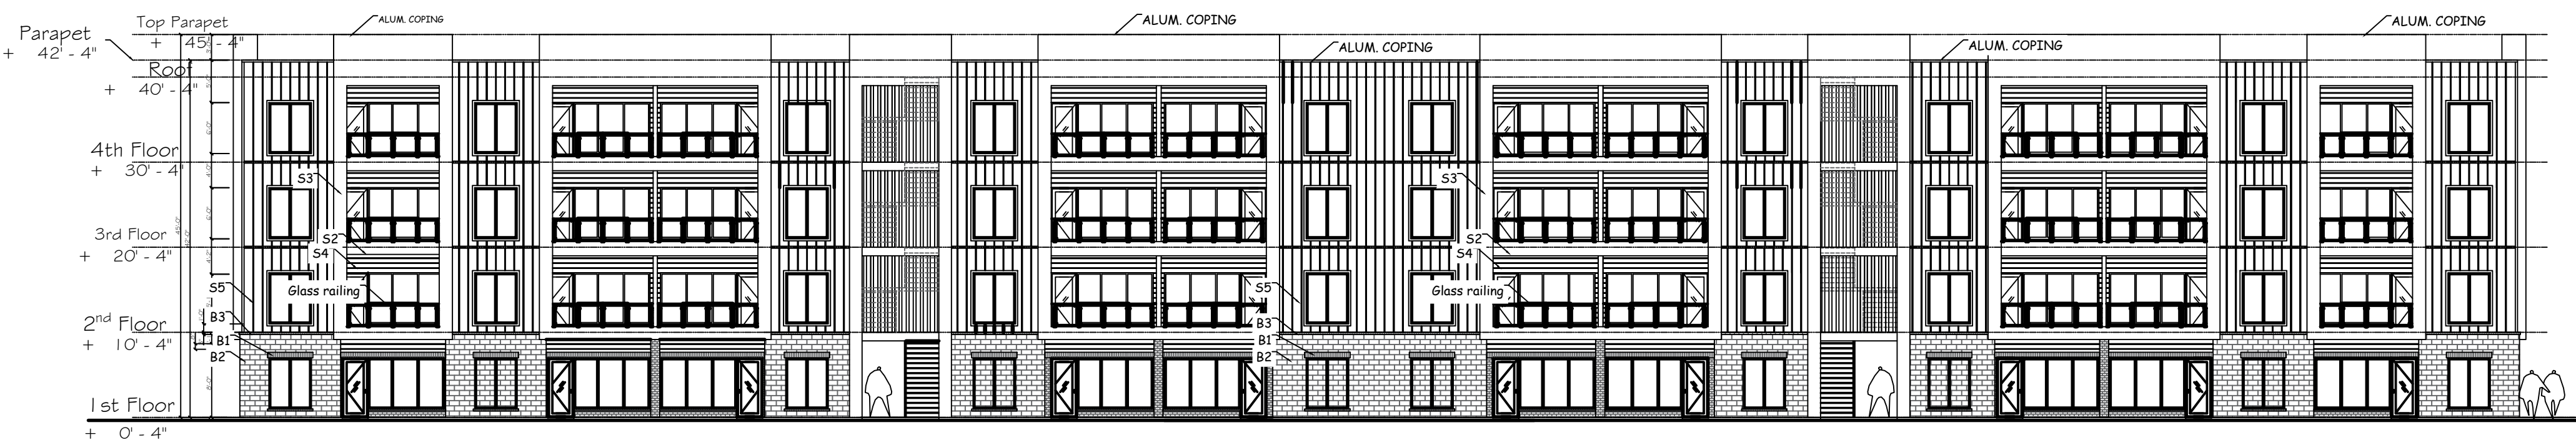 Top Parapet
+ 45' - 4"
Parapet
+ 42' - 4"
Roof
+ 40' - 4"
4th Floor
+ 30' - 4"
3rd Floor
+ 20' - 4"
2nd Floor
+ 10' - 4"
1st Floor
+ 0' - 4"
ALUM. COPING
ALUM. COPING
ALUM. COPING
ALUM. COPING
ALUM. COPING
S3
S2
S4
Glass railing
S5
B3
B1
B2
S3
S2
S4
Glass railing
S5
B3
B1
B2